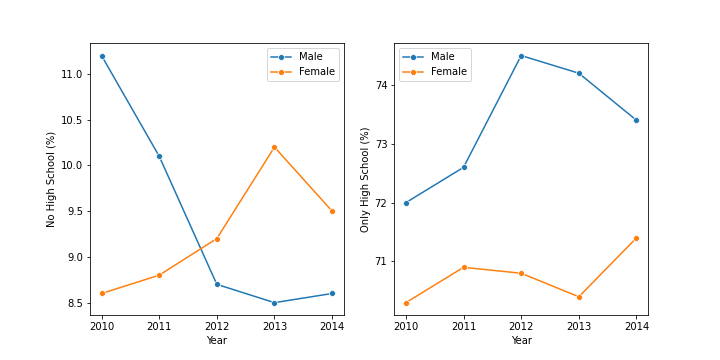 No High School (%)
11.0
10.5
10.0
9.5
9.0
8.5
Male
Female
2010 2011 2012 2013 2014
Year
Only High School (%)
74
73
72
71
Male
Female
2010 2011 2012 2013 2014
Year